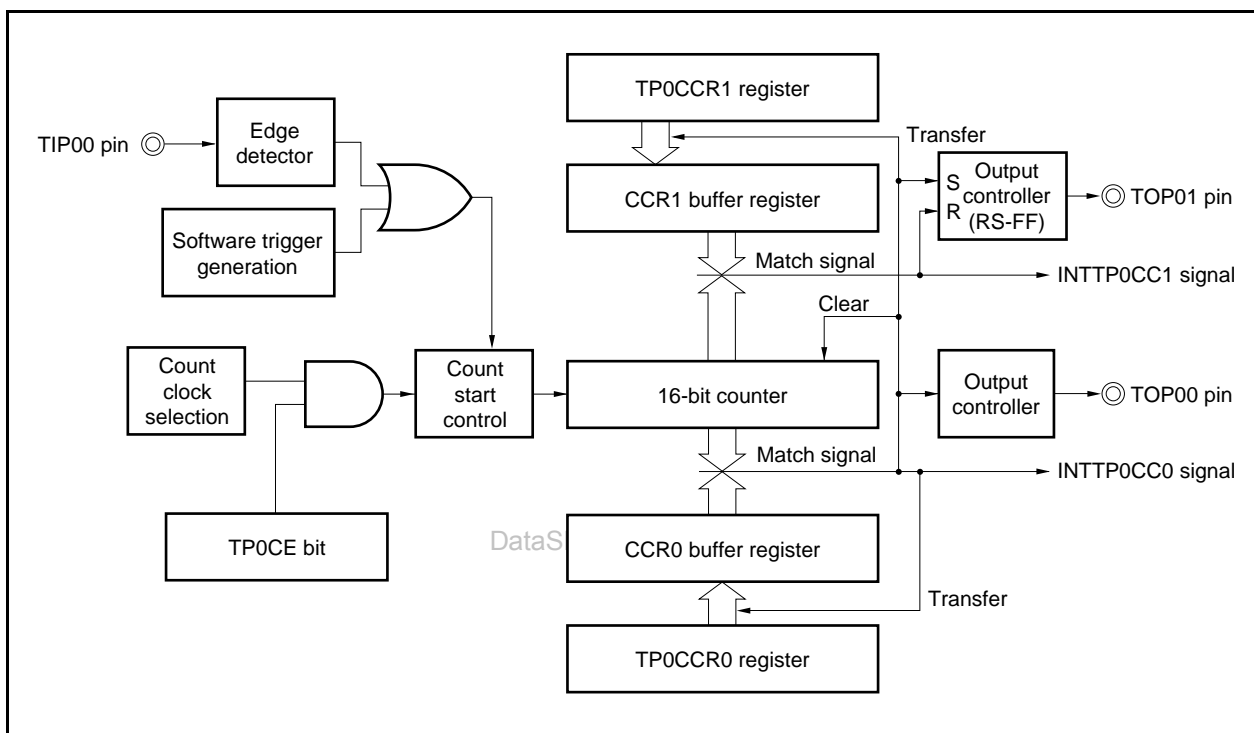 TP0CCR1 register
TIP00 pin
Edge
detector
Transfer
CCR1 buffer register
S
R
Output
controller
(RS-FF)
TOP01 pin
Software trigger
generation
Match signal
INTTP0CC1 signal
Clear
Count
clock
selection
Count
start
control
16-bit counter
Output
controller
TOP00 pin
Match signal
INTTP0CC0 signal
TP0CE bit
DataS
CCR0 buffer register
Transfer
TP0CCR0 register